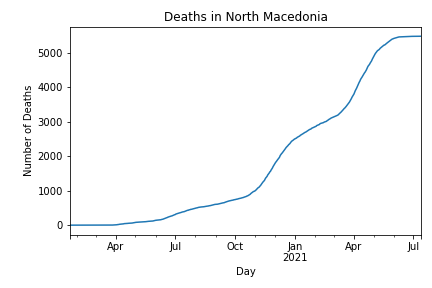 Deaths in North Macedonia
Number of Deaths
5000
4000
3000
2000
1000
0
Apr
Jul
Oct
Jan
2021
Apr
Jul
Day